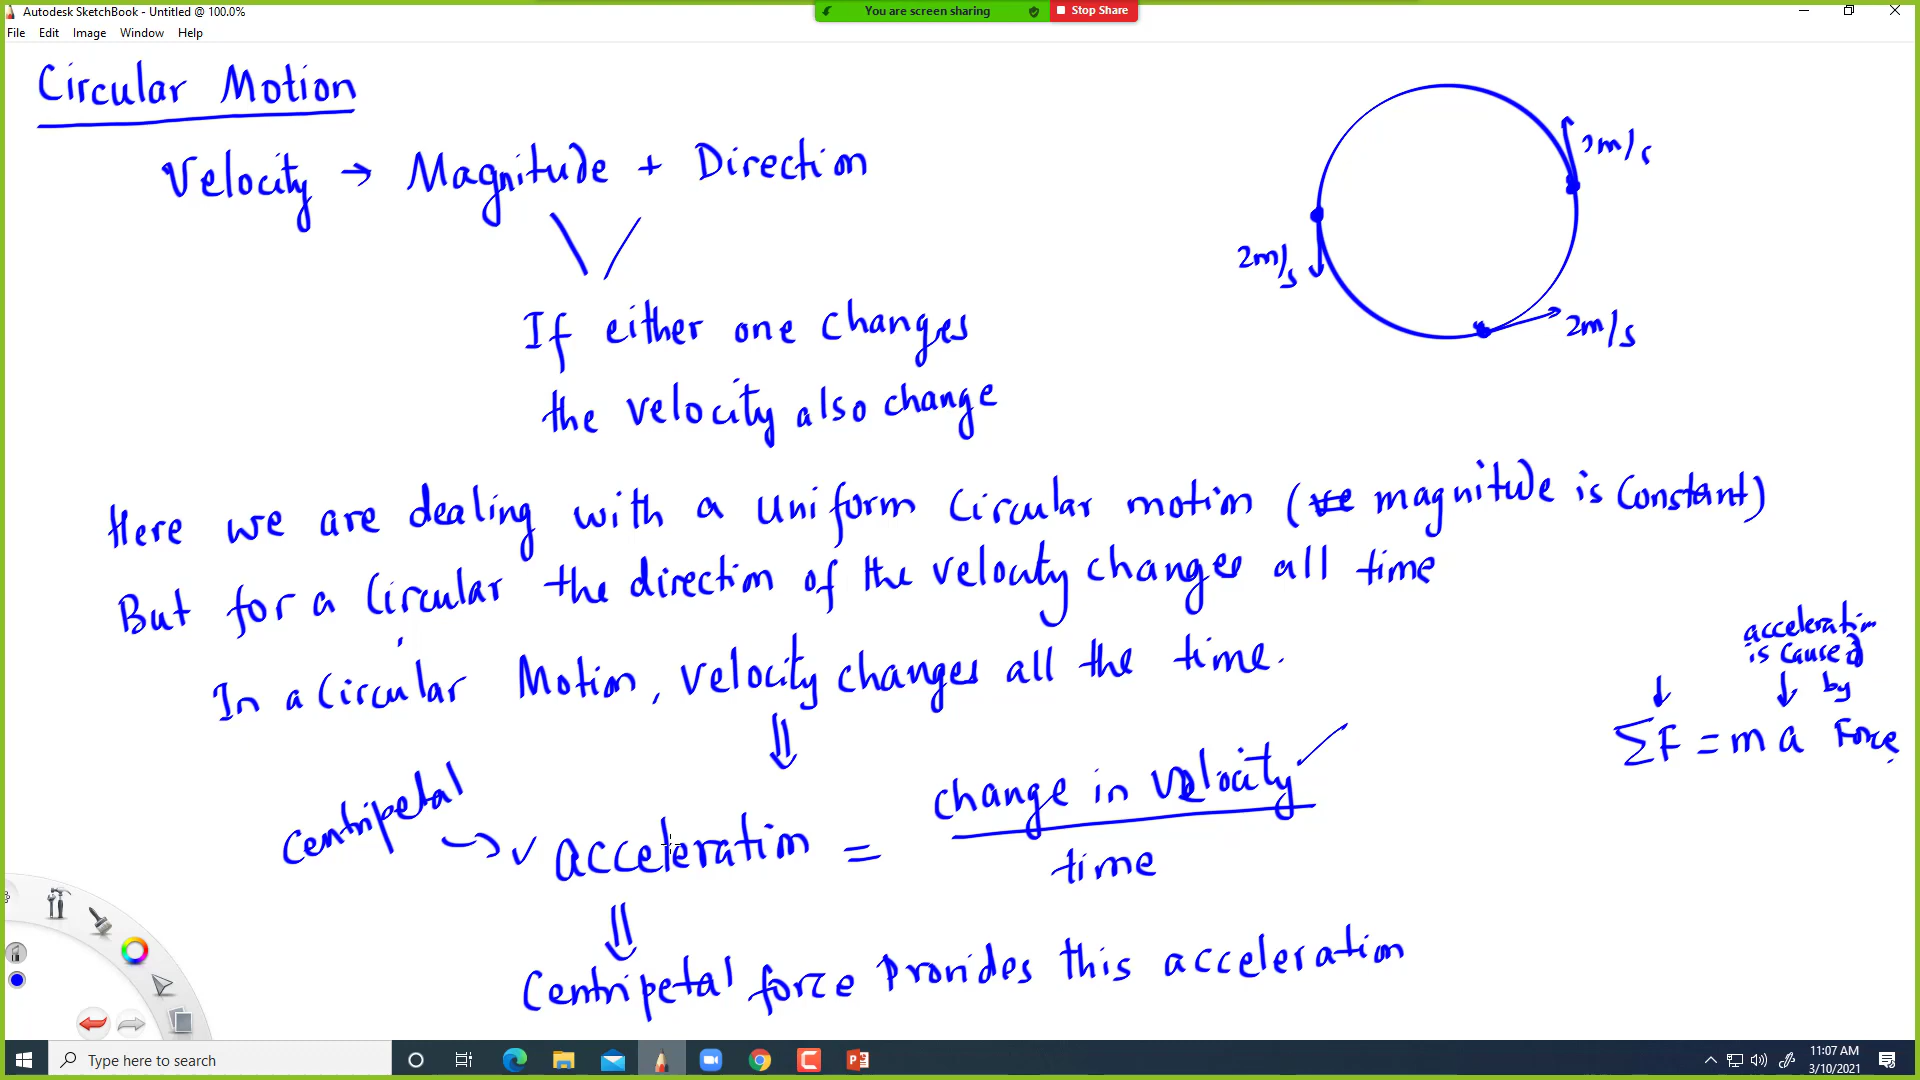 Autodesk SketchBook - Untitled @ 100.0%
You are screen sharing
Stop Share
File Edit Image Window Help
Circular Motion
Velocity → Magnitude + Direction
2m/s
2m/s
2m/s
If either one changes
the velocity also change
Here we are dealing with a uniform circular motion (magnitude is constant)
But for a circular the direction of the velocity changes all time
In a circular Motion, velocity changes all the time.
acceleration
is caused
by
ΣF = ma Force
centripetal
change in velocity
acceleration =
time
Centripetal force provides this acceleration
Type here to search
11:07 AM
3/10/2021